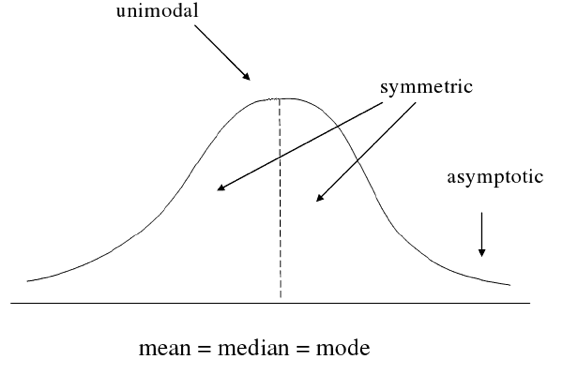 unimodal
symmetric
asymptotic
mean = median = mode